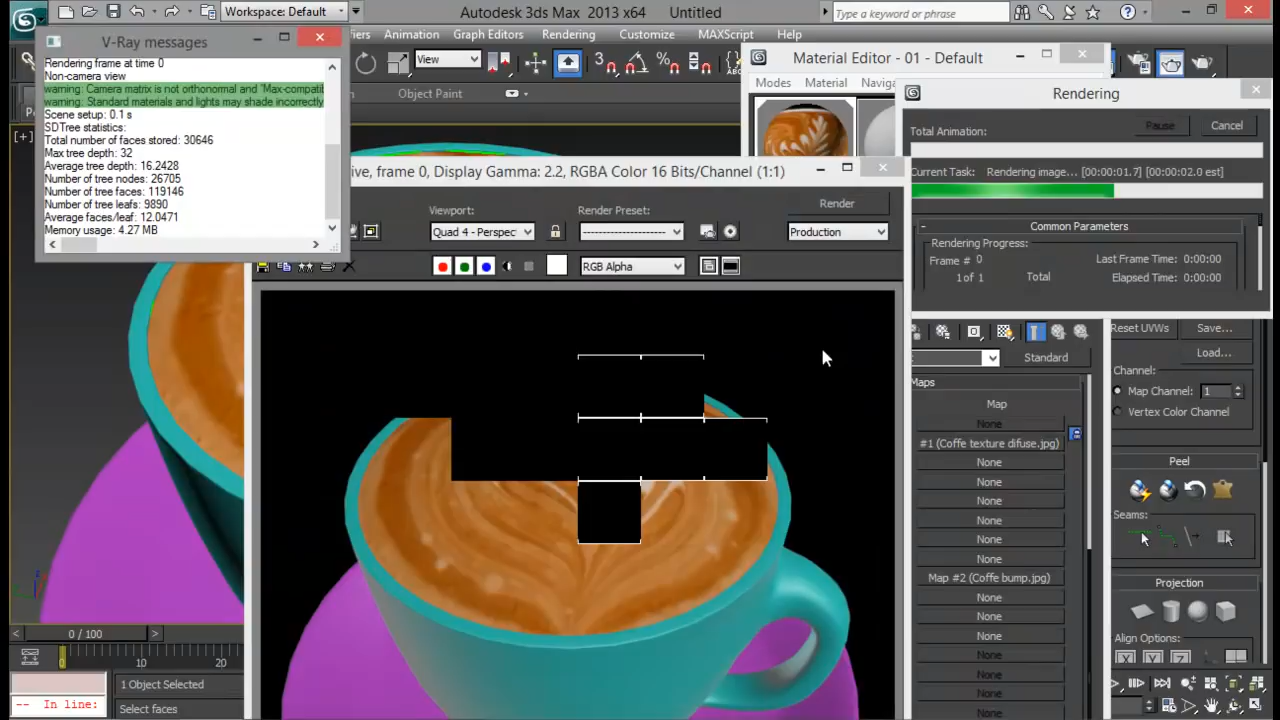 Workspace: Default
Autodesk 3ds Max 2013 x64
Untitled
Type a keyword or phrase
V-Ray messages
Animation
Graph Editors
Rendering
Customize
MAXScript
Help
View
Object Paint
Rendering frame at time 0
Non-camera view
warning: Camera matrix is not orthonormal and 'Max-compatib
warning: Standard materials and lights may shade incorrectly
Scene setup: 0.1 s
SDTree statistics:
Total number of faces stored: 30646
Max tree depth: 32
Average tree depth: 16.2428
Number of tree nodes: 26705
Number of tree faces: 119146
Number of tree leafs: 9890
Average faces/leaf: 12.0471
Memory usage: 4.27 MB
Material Editor - 01 - Default
Modes
Material
Naviga
Rendering
Total Animation:
Pause
Cancel
Current Task:
Rendering image... [00:00:01.7] [00:00:02.0 est]
Common Parameters
Rendering Progress:
Frame # 0
Last Frame Time: 0:00:00
1 of 1
Total
Elapsed Time: 0:00:00
ive, frame 0, Display Gamma: 2.2, RGBA Color 16 Bits/Channel (1:1)
Viewport:
Render Preset:
Render
Quad 4 - Perspec
Production
RGB Alpha
Standard
Maps
Map
None
#1 (Coffe texture difuse.jpg)
None
None
None
None
None
None
Map #2 (Coffe bump.jpg)
None
None
None
None
None
None
None
Reset UVWs
Save...
Load...
Channel:
Map Channel: 1
Vertex Color Channel
Peel
Seams:
Projection
Align Options:
X
Y
Z
0 / 100
0
10
20
1 Object Selected
Select faces
-- In line: